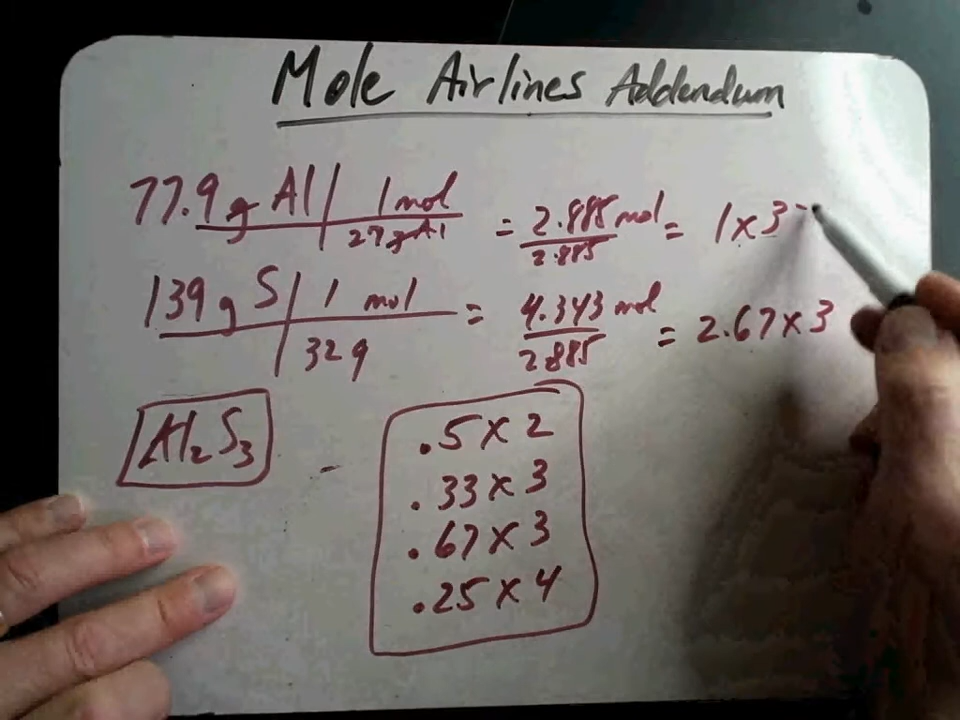 Mole Airlines Addendum
77.9 g Al | 1 mol
27 g Al
= 2.885 mol
2.885
= 1 x 3 =
139 g S | 1 mol
32 g
= 4.343 mol
2.885
= 2.67 x 3
Al₂S₃
.5 x 2
.33 x 3
.67 x 3
.25 x 4